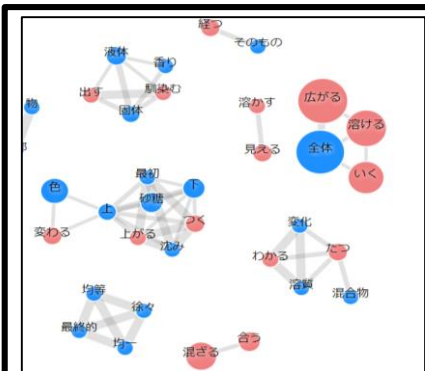 経つ
そのもの
液体
香り
出す
馴染む
固体
物
溶かす
見える
広がる
溶ける
全体
いく
最初
色
下
砂糖
上
つく
変わる
上がる
沈み
変化
わかる
たつ
溶質
混合物
均等
徐々
最終的
均一
合う
混ざる